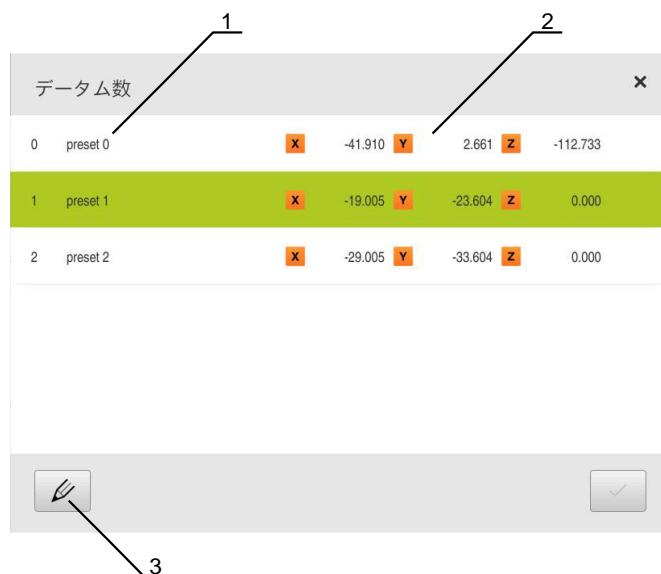 1 2
データム数 ×
0 preset 0 X -41.910 Y 2.661 Z -112.733
1 preset 1 X -19.005 Y -23.604 Z 0.000
2 preset 2 X -29.005 Y -33.604 Z 0.000
3